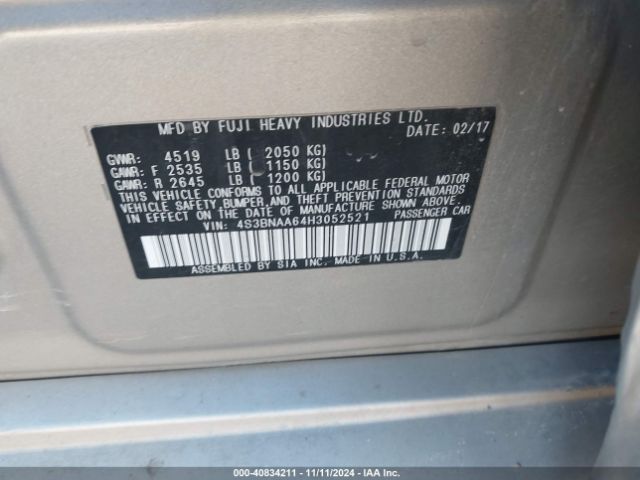 MFD BY FUJI HEAVY INDUSTRIES LTD.
DATE: 02/17
GVWR: 4519 LB ( 2050 KG)
GAWR: F 2535 LB ( 1150 KG)
GAWR: R 2645 LB ( 1200 KG)
THIS VEHICLE CONFORMS TO ALL APPLICABLE FEDERAL MOTOR
VEHICLE SAFETY, BUMPER, AND THEFT PREVENTION STANDARDS
IN EFFECT ON THE DATE OF MANUFACTURE SHOWN ABOVE.
VIN: 4S3BNAA64H3052521 PASSENGER CAR
ASSEMBLED BY SIA INC. MADE IN U.S.A.
000-40834211 - 11/11/2024 - IAA Inc.